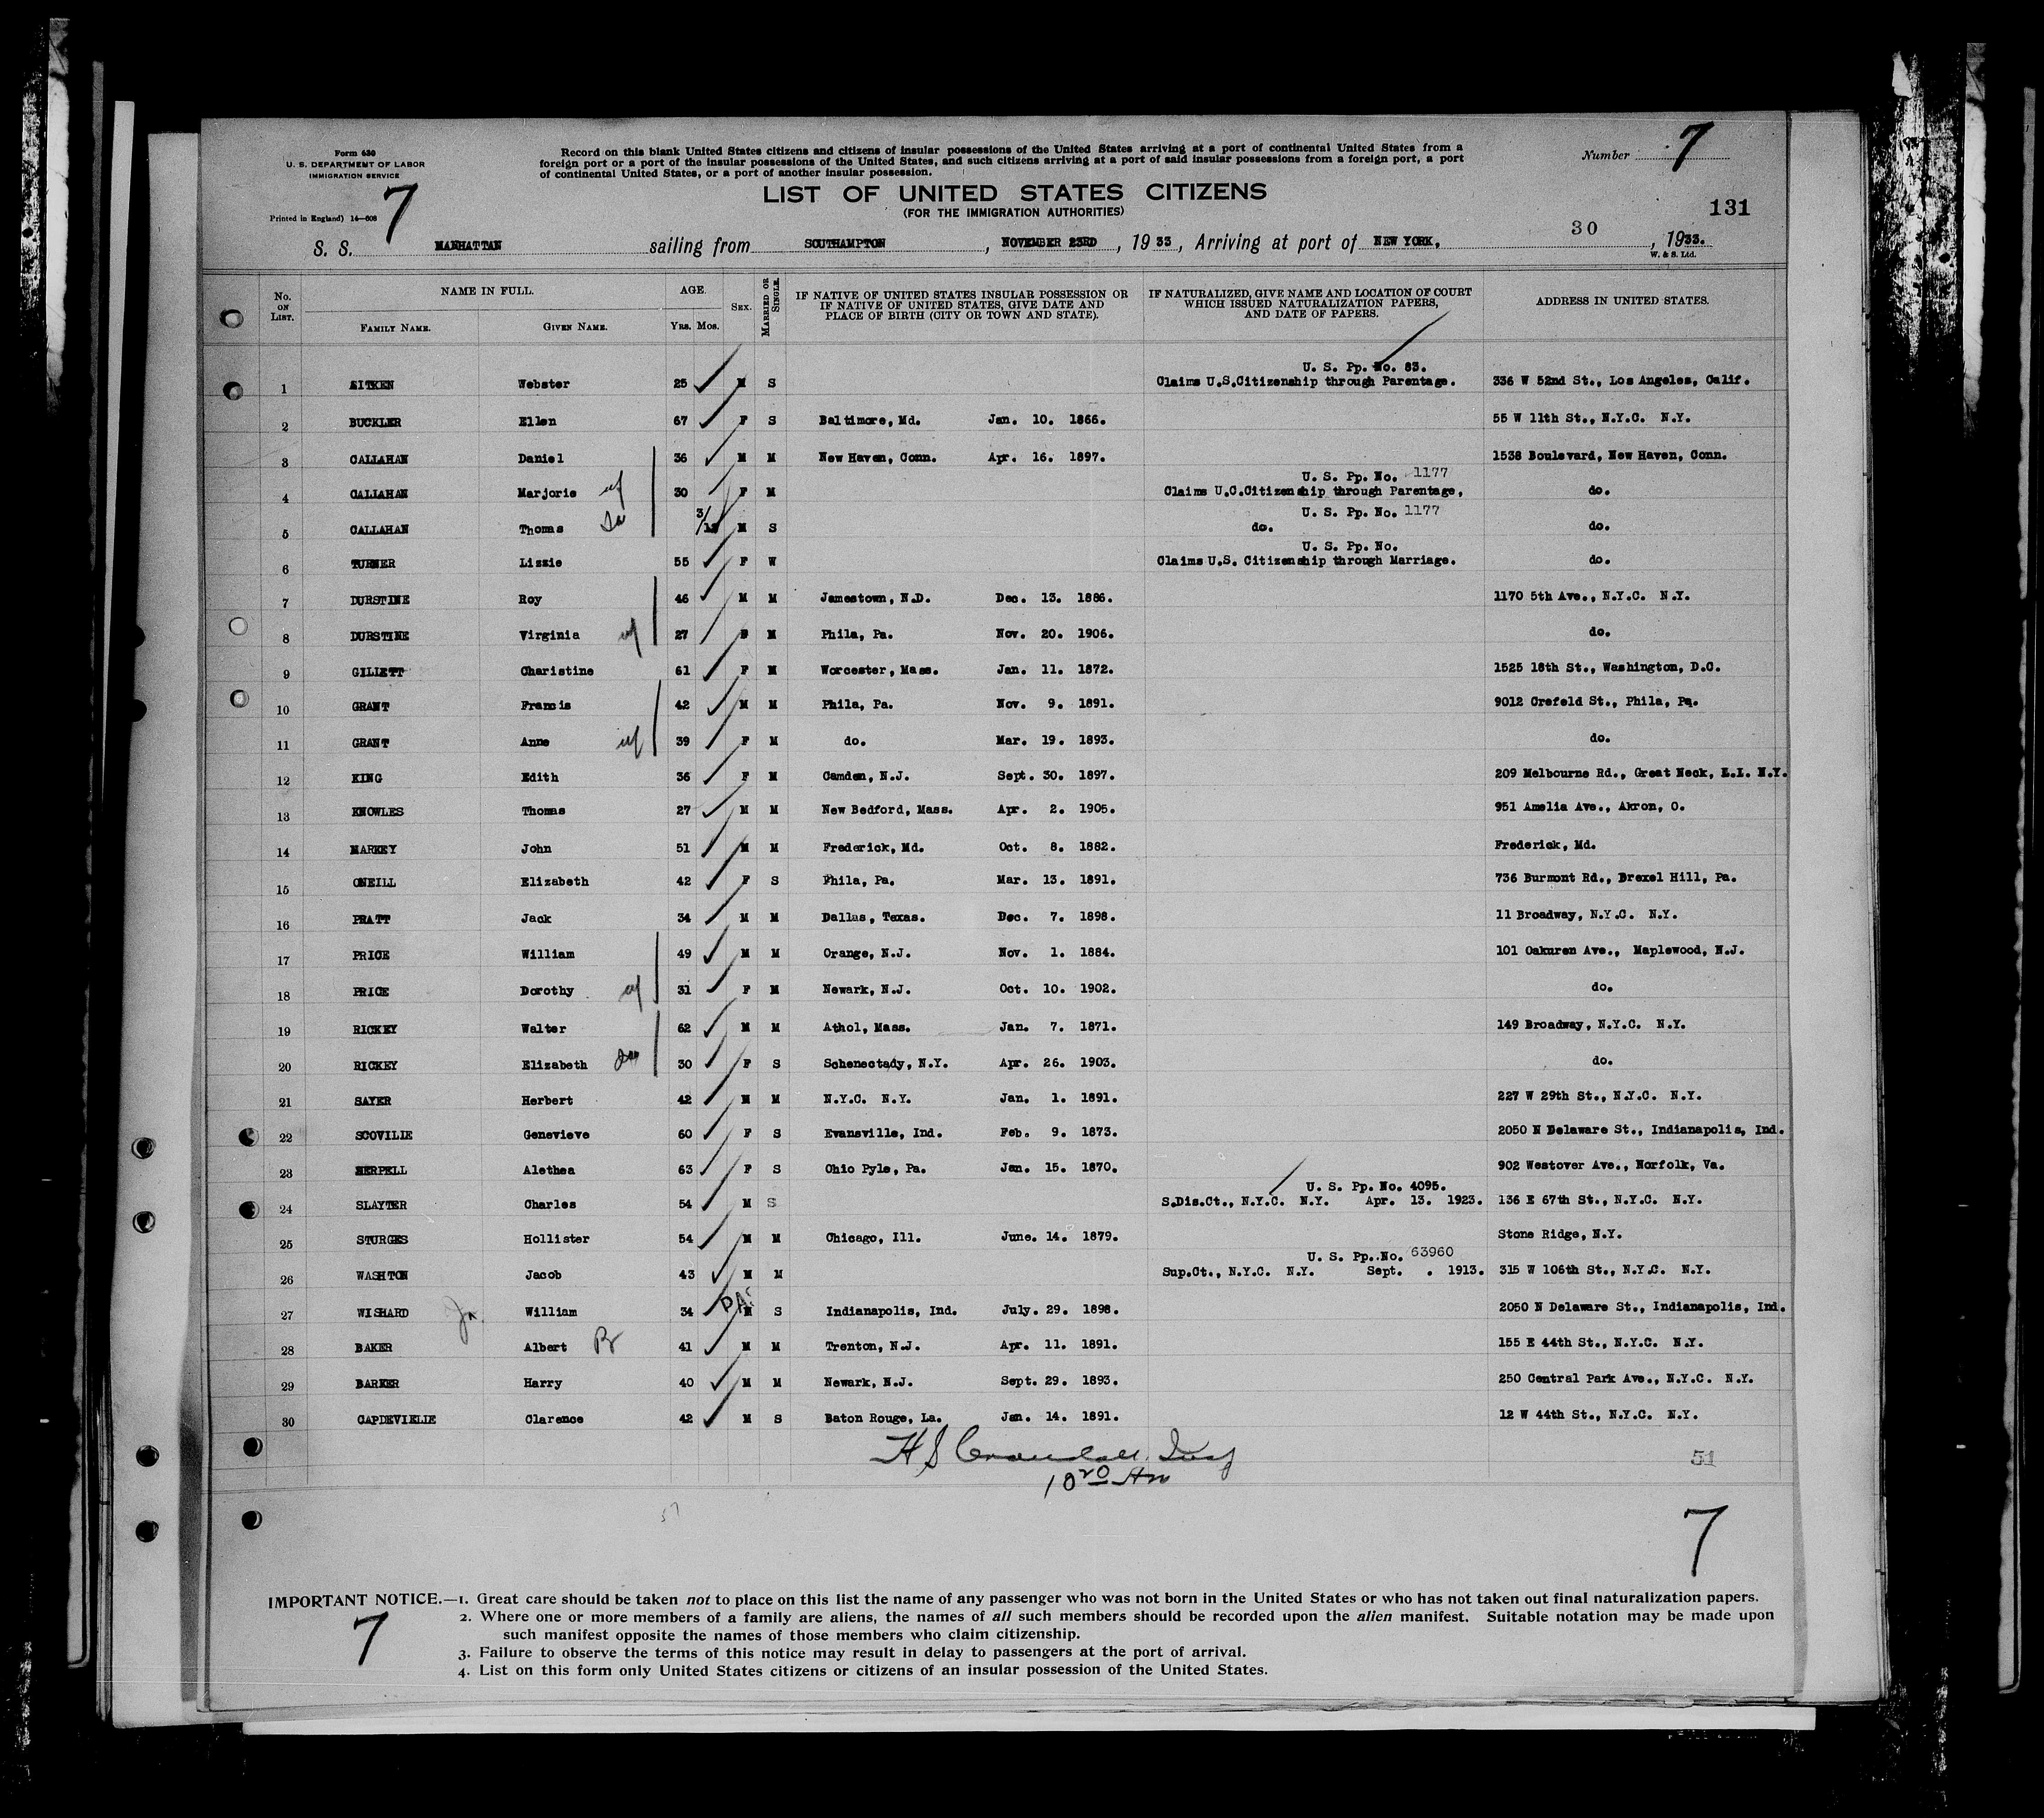 Form 630
U. S. DEPARTMENT OF LABOR
IMMIGRATION SERVICE
Printed in England) 14—608
7
Record on this blank United States citizens and citizens of insular possessions of the United States arriving at a port of continental United States from a
foreign port or a port of the insular possessions of the United States, and such citizens arriving at a port of said insular possessions from a foreign port, a port
of continental United States, or a port of another insular possession.
Number 7
LIST OF UNITED STATES CITIZENS
(FOR THE IMMIGRATION AUTHORITIES)
131
S. S. MANHATTAN sailing from SOUTHAMPTON, NOVEMBER 23RD, 1933, Arriving at port of NEW YORK, 30, 1933.
W. & S. Ltd.
No. ON LIST. NAME IN FULL. FAMILY NAME. GIVEN NAME. AGE. YRS. MOS. SEX. MARRIED OR SINGLE. IF NATIVE OF UNITED STATES INSULAR POSSESSION OR IF NATIVE OF UNITED STATES, GIVE DATE AND PLACE OF BIRTH (CITY OR TOWN AND STATE). IF NATURALIZED, GIVE NAME AND LOCATION OF COURT WHICH ISSUED NATURALIZATION PAPERS, AND DATE OF PAPERS. ADDRESS IN UNITED STATES.
U. S. Pp. No. 83.
1 AITKEN Webster 25 M S Claims U.S.Citizenship through Parentage. 336 W 52nd St., Los Angeles, Calif.
2 BUCKLER Ellen 67 F S Baltimore, Md. Jan. 10. 1866. 55 W 11th St., N.Y.C. N.Y.
3 CALLAHAN Daniel 36 M M New Haven, Conn. Apr. 16. 1897. 1538 Boulevard, New Haven, Conn.
U. S. Pp. No. 1177
4 CALLAHAN Marjorie wf 30 F M Claims U.C.Citizenship through Parentage, do.
U. S. Pp. No. 1177
5 CALLAHAN Thomas So 3/12 M S do. do.
U. S. Pp. No.
6 TURNER Lizzie 55 F W Claims U.S. Citizenship through Marriage. do.
7 DURSTINE Roy 46 M M Jamestown, N.D. Dec. 13. 1886. 1170 5th Ave., N.Y.C. N.Y.
8 DURSTINE Virginia wf 27 F M Phila, Pa. Nov. 20. 1906. do.
9 GILLETT Charistine 61 F M Worcester, Mass. Jan. 11. 1872. 1525 18th St., Washington, D.C.
10 GRANT Francis 42 M M Phila, Pa. Nov. 9. 1891. 9012 Crefeld St., Phila, Pa.
11 GRANT Anne wf 39 F M do. Mar. 19. 1893. do.
12 KING Edith 36 F M Camden, N.J. Sept. 30. 1897. 209 Melbourne Rd., Great Neck, L.I. N.Y.
13 KNOWLES Thomas 27 M M New Bedford, Mass. Apr. 2. 1905. 951 Amelia Ave., Akron, O.
14 MARKEY John 51 M M Frederick, Md. Oct. 8. 1882. Frederick, Md.
15 ONEILL Elizabeth 42 F S Phila, Pa. Mar. 13. 1891. 736 Burmont Rd., Drexel Hill, Pa.
16 PRATT Jack 34 M M Dallas, Texas. Dec. 7. 1898. 11 Broadway, N.Y.C. N.Y.
17 PRICE William 49 M M Orange, N.J. Nov. 1. 1884. 101 Oakuren Ave., Maplewood, N.J.
18 PRICE Dorothy wf 31 F M Newark, N.J. Oct. 10. 1902. do.
19 RICKEY Walter 62 M M Athol, Mass. Jan. 7. 1871. 149 Broadway, N.Y.C. N.Y.
20 RICKEY Elizabeth da 30 F S Schenectady, N.Y. Apr. 26. 1903. do.
21 SAYER Herbert 42 M M N.Y.C. N.Y. Jan. 1. 1891. 227 W 29th St., N.Y.C. N.Y.
22 SCOVILLE Genevieve 60 F S Evansville, Ind. Feb. 9. 1873. 2050 N Delaware St., Indianapolis, Ind.
23 SERPELL Alethea 63 F S Ohio Pyle, Pa. Jan. 15. 1870. 902 Westover Ave., Norfolk, Va.
U. S. Pp. No. 4095.
24 SLAYTER Charles 54 M S S.Dis.Ct., N.Y.C. N.Y. Apr. 13. 1923. 136 E 67th St., N.Y.C. N.Y.
25 STURGES Hollister 54 M M Chicago, Ill. June. 14. 1879. Stone Ridge, N.Y.
U. S. Pp..No. 63960
26 WASHTON Jacob 43 M M Sup.Ct., N.Y.C. N.Y. Sept. . 1913. 315 W 106th St., N.Y.C. N.Y.
27 WISHARD Jr. William 34 M S Indianapolis, Ind. July. 29. 1898. 2050 N Delaware St., Indianapolis, Ind.
28 BAKER Albert Br 41 M M Trenton, N.J. Apr. 11. 1891. 155 E 44th St., N.Y.C. N.Y.
29 BARKER Harry 40 M M Newark, N.J. Sept. 29. 1893. 250 Central Park Ave., N.Y.C. N.Y.
30 CAPDEVIELLE Clarence 42 M S Baton Rouge, La. Jan. 14. 1891. 12 W 44th St., N.Y.C. N.Y.
H S Crandall Insp
51
10 20 Am
57
7
IMPORTANT NOTICE.—1. Great care should be taken not to place on this list the name of any passenger who was not born in the United States or who has not taken out final naturalization papers.
2. Where one or more members of a family are aliens, the names of all such members should be recorded upon the alien manifest. Suitable notation may be made upon
such manifest opposite the names of those members who claim citizenship.
7
3. Failure to observe the terms of this notice may result in delay to passengers at the port of arrival.
4. List on this form only United States citizens or citizens of an insular possession of the United States.